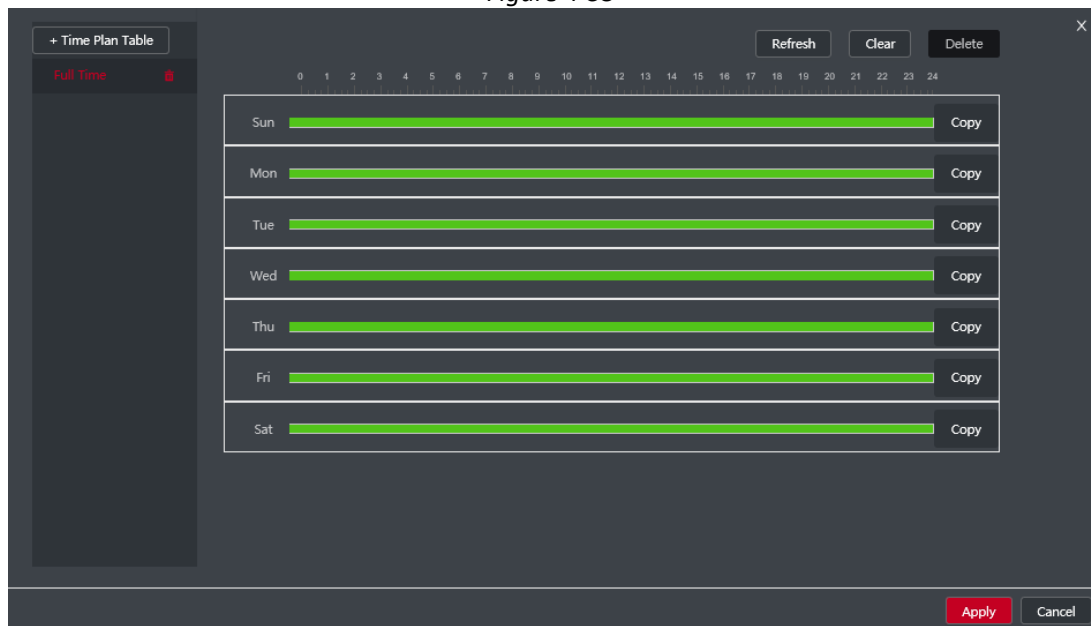 X
+ Time Plan Table
Refresh Clear Delete
Full Time
0 1 2 3 4 5 6 7 8 9 10 11 12 13 14 15 16 17 18 19 20 21 22 23 24
Sun Copy
Mon Copy
Tue Copy
Wed Copy
Thu Copy
Fri Copy
Sat Copy
Apply Cancel